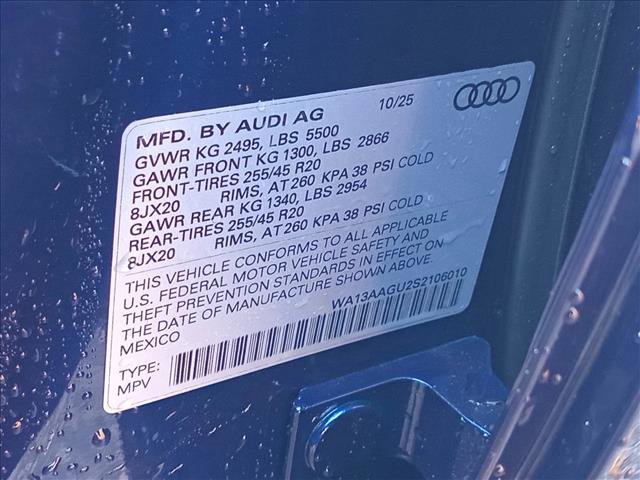 10/25
MFD. BY AUDI AG
GVWR KG 2495, LBS 5500
GAWR FRONT KG 1300, LBS 2866
FRONT-TIRES 255/45 R20
8JX20 RIMS, AT 260 KPA 38 PSI COLD
GAWR REAR KG 1340, LBS 2954
REAR-TIRES 255/45 R20
8JX20 RIMS, AT 260 KPA 38 PSI COLD
THIS VEHICLE CONFORMS TO ALL APPLICABLE
U.S. FEDERAL MOTOR VEHICLE SAFETY AND
THEFT PREVENTION STANDARDS IN EFFECT ON
THE DATE OF MANUFACTURE SHOWN ABOVE.
MEXICO WA13AAGU2S2106010
TYPE:
MPV